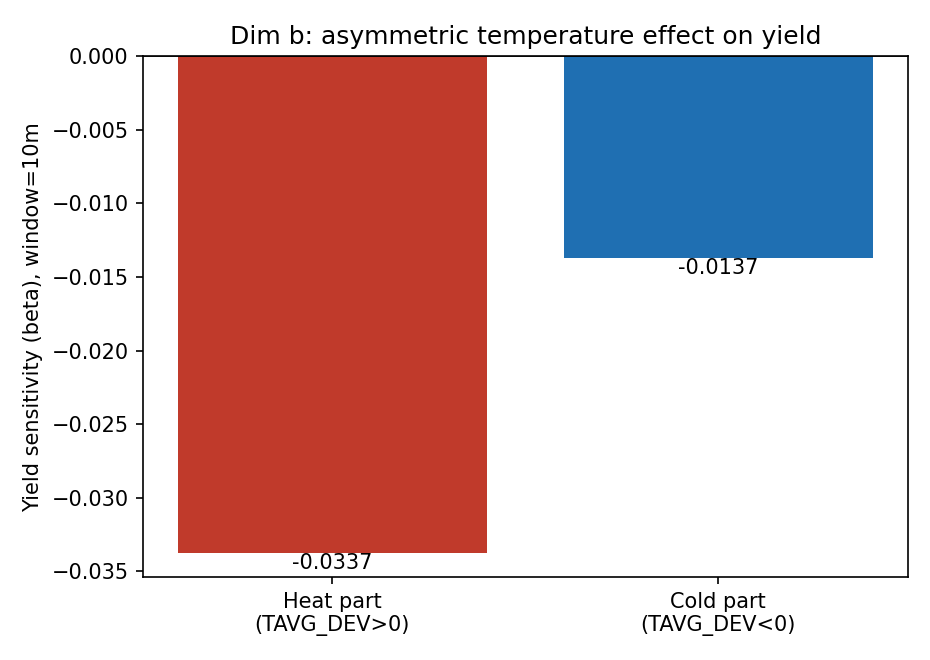 Dim b: asymmetric temperature effect on yield
Yield sensitivity (beta), window=10m
0.000
−0.005
−0.010
−0.015
−0.020
−0.025
−0.030
−0.035
-0.0337
-0.0137
Heat part
(TAVG_DEV>0)
Cold part
(TAVG_DEV<0)